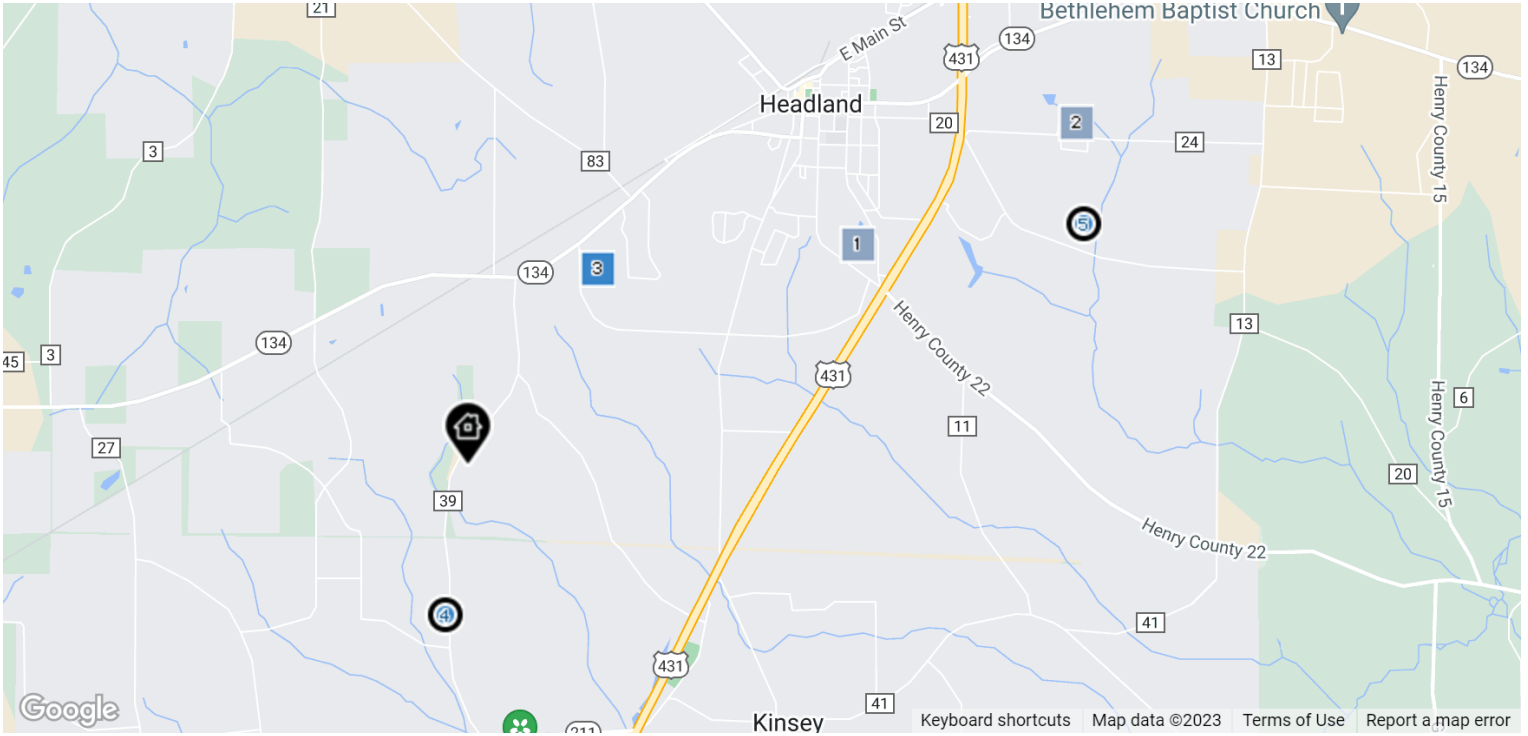 21
Bethlehem Baptist Church
E Main St
134
431
13
134
Headland
20
2
24
3
83
Henry County 15
5
1
3
134
134
Henry County 22
13
45
3
431
6
Henry County 15
11
27
20
39
Henry County 22
4
41
431
41
Google
Kinsey
211
Keyboard shortcuts
Map data ©2023
Terms of Use
Report a map error